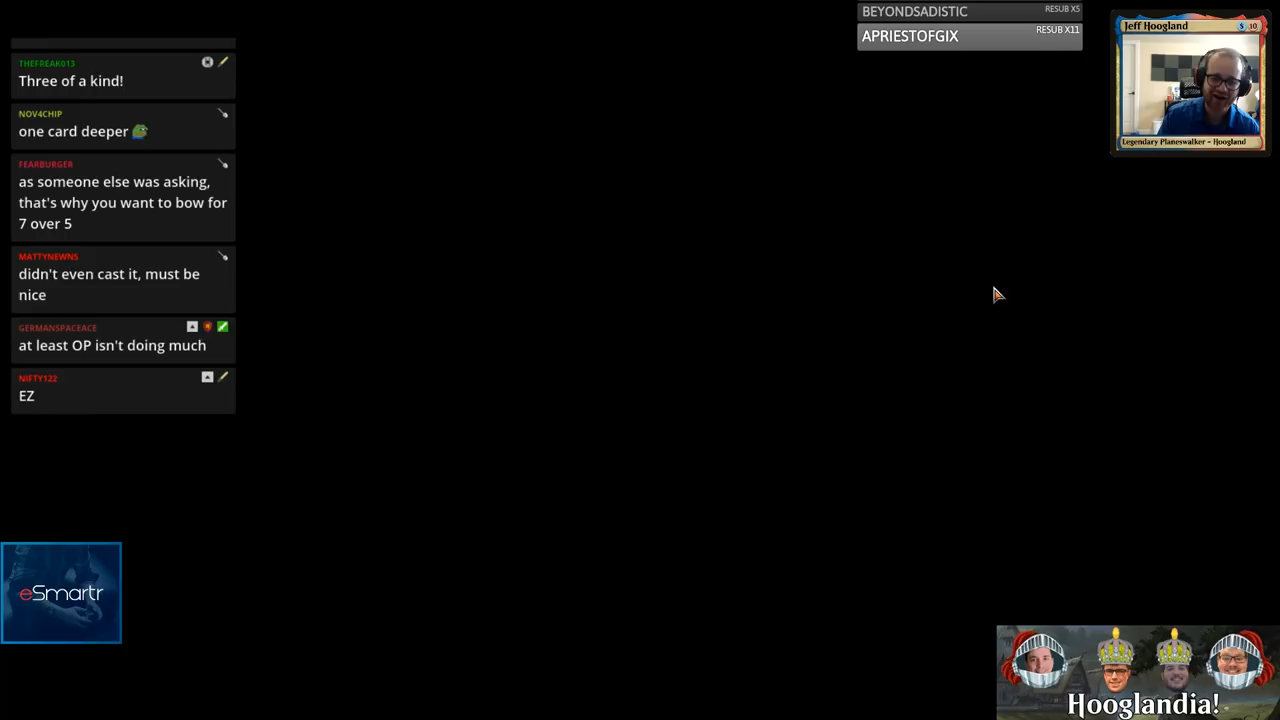 BEYONDSADISTIC RESUB X5
APRIESTOFGIX RESUB X11
Jeff Hoogland 10
Legendary Planeswalker - Hoogland
THEFREAK013
Three of a kind!
NOV4CHIP
one card deeper
FEARBURGER
as someone else was asking,
that's why you want to bow for
7 over 5
MATTYNEWNS
didn't even cast it, must be
nice
GERMANSPACEACE
at least OP isn't doing much
NIFTY122
EZ
eSmartr
Hooglandia!